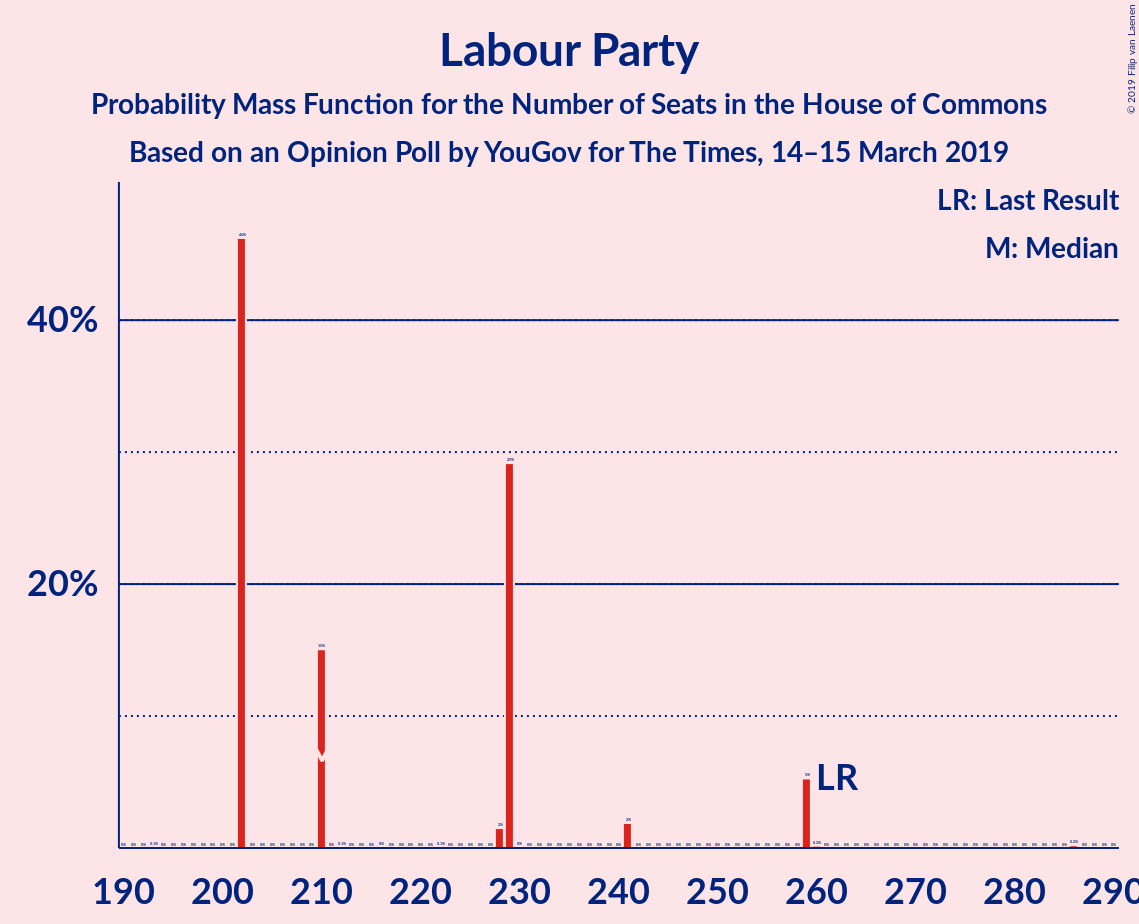 © 2019 Filip van Laenen
Labour Party
Probability Mass Function for the Number of Seats in the House of Commons
Based on an Opinion Poll by YouGov for The Times, 14–15 March 2019
LR: Last Result
M: Median
40%
20%
LR
190 200 210 220 230 240 250 260 270 280 290